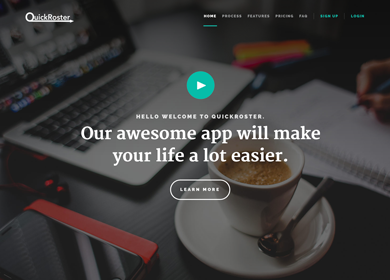 QuickRoster
HOME PROCESS FEATURES PRICING FAQ SIGN UP LOGIN
HELLO WELCOME TO QUICKROSTER.
Our awesome app will make
your life a lot easier.
LEARN MORE